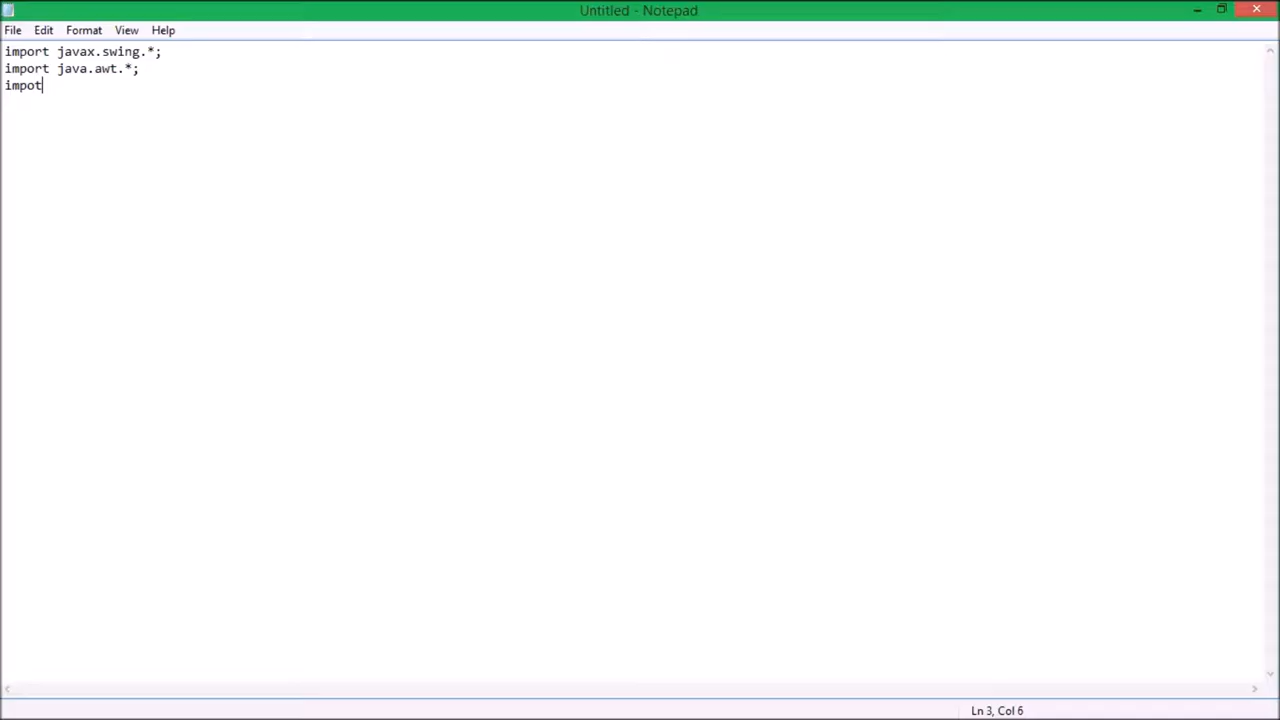 Untitled - Notepad
File Edit Format View Help
import javax.swing.*;
import java.awt.*;
impot
Ln 3, Col 6